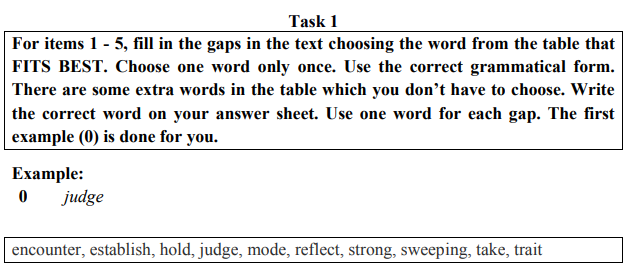 Task 1
For items 1 - 5, fill in the gaps in the text choosing the word from the table that
FITS BEST. Choose one word only once. Use the correct grammatical form.
There are some extra words in the table which you don’t have to choose. Write
the correct word on your answer sheet. Use one word for each gap. The first
example (0) is done for you.
Example:
0 judge
encounter, establish, hold, judge, mode, reflect, strong, sweeping, take, trait